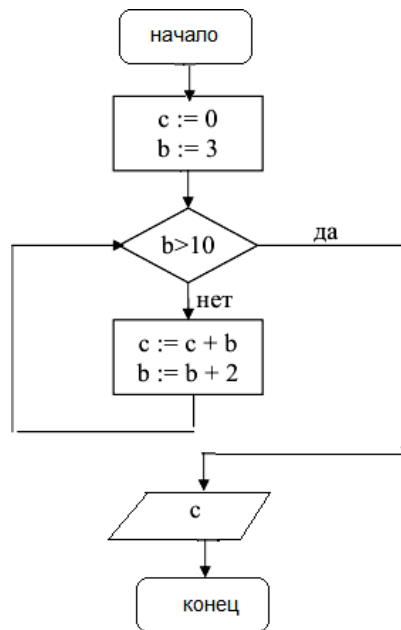 начало
c := 0
b := 3
b>10
да
нет
c := c + b
b := b + 2
c
конец